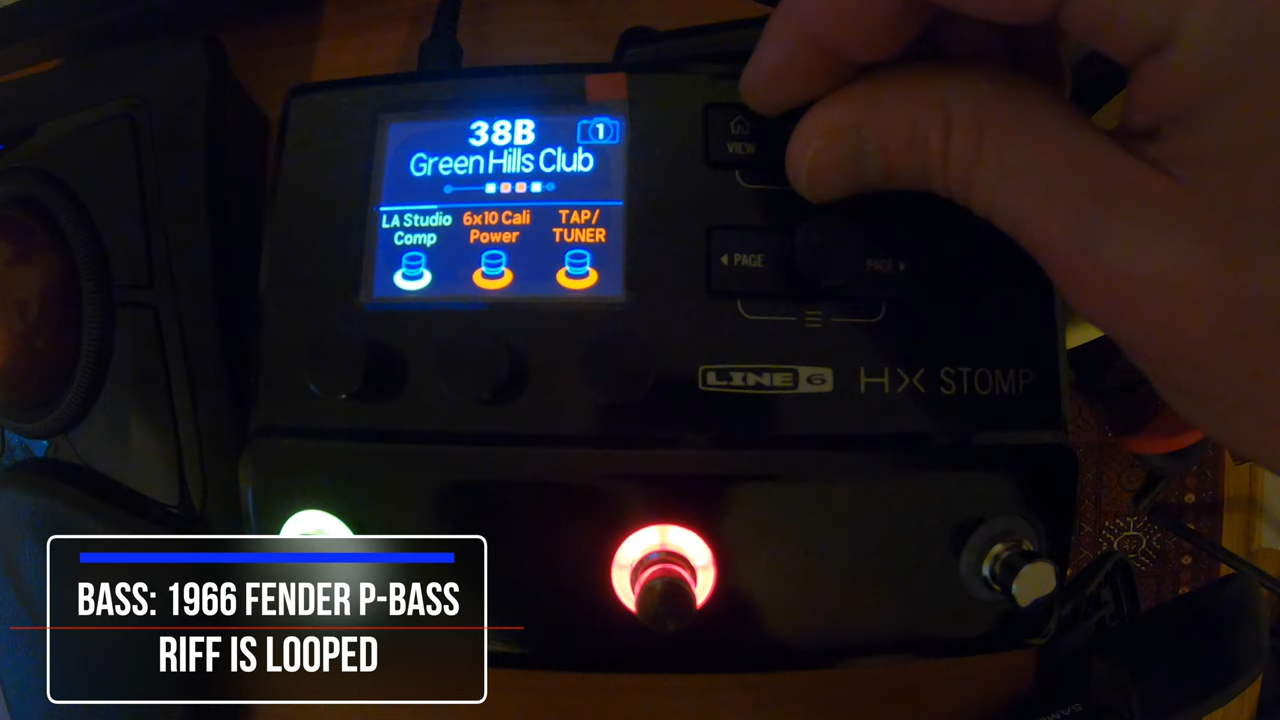 38B
1
Green Hills Club
LA Studio
Comp
6x10 Cali
Power
TAP/
TUNER
VIEW
PAGE
PAGE
LINE 6 HX STOMP
BASS: 1966 FENDER P-BASS
RIFF IS LOOPED